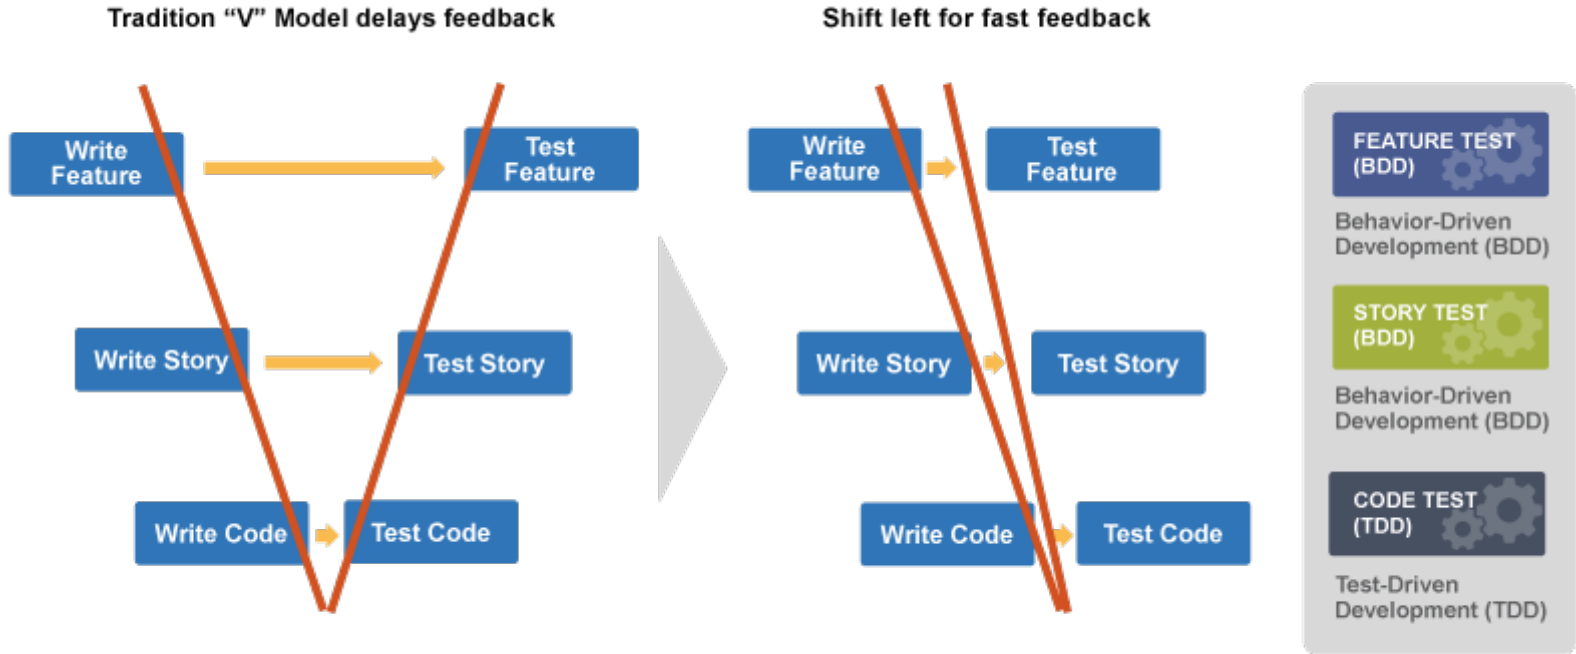 Tradition “V” Model delays feedback
Write
Feature
Test
Feature
Write Story
Test Story
Write Code
Test Code
Shift left for fast feedback
Write
Feature
Test
Feature
Write Story
Test Story
Write Code
Test Code
FEATURE TEST
(BDD)
Behavior-Driven
Development (BDD)
STORY TEST
(BDD)
Behavior-Driven
Development (BDD)
CODE TEST
(TDD)
Test-Driven
Development (TDD)